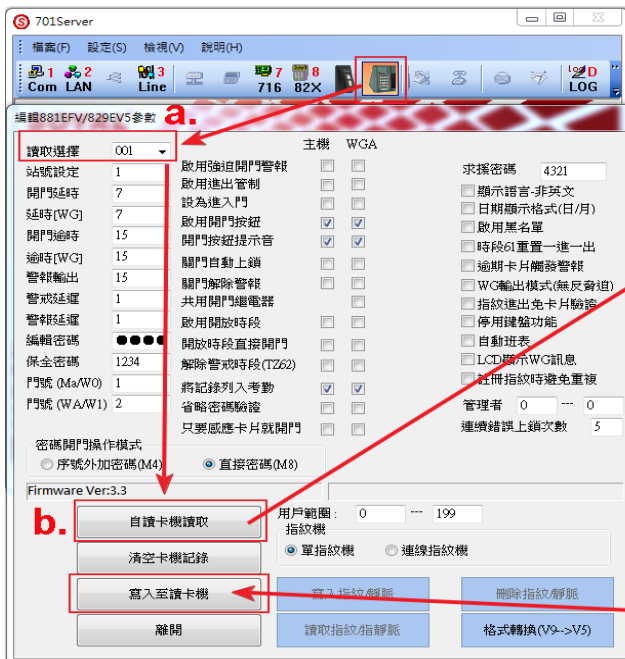 701Server
檔案(F) 設定(S) 檢視(V) 說明(H)
1 2 3 7 8 D
Com LAN Line 716 82X LOG
編輯881EFV/829EV5參數 a.
主機 WGA
讀取選擇 001
站號設定 1
開門延時 7
延時[WG] 7
開門逾時 15
逾時[WG] 15
警報輸出 15
警戒延遲 1
警報延遲 1
編輯密碼 ●●●●
保全密碼 1234
門號 (Ma/W0) 1
門號 (WA/W1) 2
啟用強迫開門警報
啟用進出管制
設為進入門
啟用開門按鈕
開門按鈕提示音
關門自動上鎖
關門解除警報
共用開門繼電器
啟用開放時段
開放時段直接開門
解除警戒時段(TZ62)
將記錄列入考勤
省略密碼驗證
只要感應卡片就開門
求援密碼 4321
顯示語言-非英文
日期顯示格式(日/月)
啟用黑名單
時段61重置一進一出
逾期卡片觸發警報
WG輸出模式(無反脅迫)
指紋進出免卡片驗證
停用鍵盤功能
自動班表
LCD顯示WG訊息
註冊指紋時避免重複
管理者 0 --- 0
連續錯誤上鎖次數 5
密碼開門操作模式
序號外加密碼(M4) 直接密碼(M8)
Firmware Ver:3.3
b.
自讀卡機讀取
清空卡機記錄
寫入至讀卡機
離開
用戶範圍: 0 --- 199
指紋機
單指紋機 連線指紋機
寫入指紋/靜脈 刪除指紋/靜脈
讀取指紋/指靜脈 格式轉換(V9-->V5)